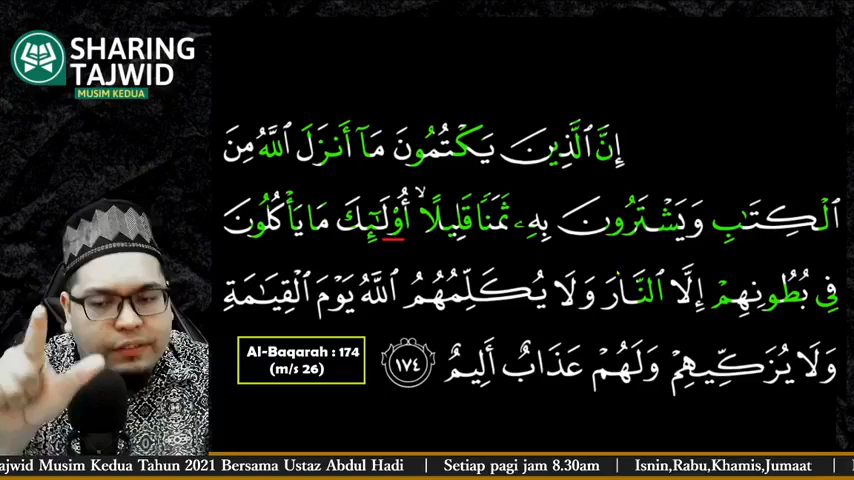 SHARING
TAJWID
MUSIM KEDUA
إِنَّ ٱلَّذِينَ يَكْتُمُونَ مَآ أَنزَلَ ٱللَّهُ مِنَ
ٱلْكِتَٰبِ وَيَشْتَرُونَ بِهِۦ ثَمَنًا قَلِيلًا ۙ أُو۟لَٰٓئِكَ مَا يَأْكُلُونَ
فِى بُطُونِهِمْ إِلَّا ٱلنَّارَ وَلَا يُكَلِّمُهُمُ ٱللَّهُ يَوْمَ ٱلْقِيَٰمَةِ
وَلَا يُزَكِّيهِمْ وَلَهُمْ عَذَابٌ أَلِيمٌ ١٧٤
Al-Baqarah : 174
(m/s 26)
ajwid Musim Kedua Tahun 2021 Bersama Ustaz Abdul Hadi | Setiap pagi jam 8.30am | Isnin,Rabu,Khamis,Jumaat |